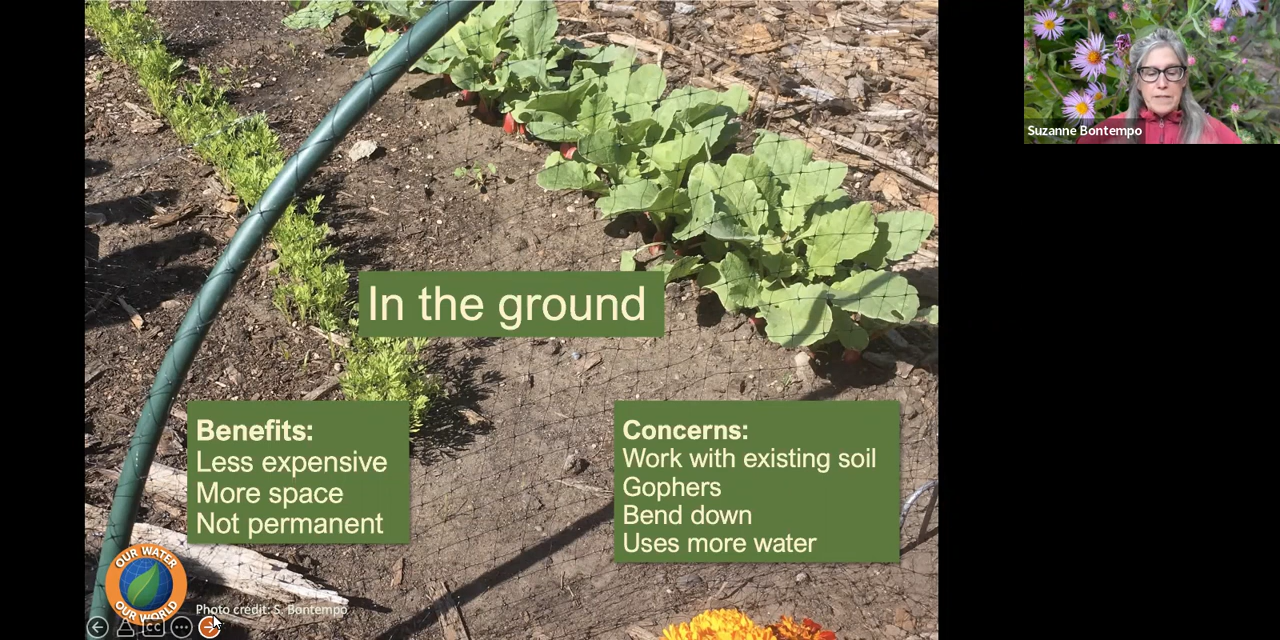 Suzanne Bontempo
In the ground
Benefits:
Less expensive
More space
Not permanent
Concerns:
Work with existing soil
Gophers
Bend down
Uses more water
OUR WATER
OUR WORLD
Photo credit: S. Bontempo
CC